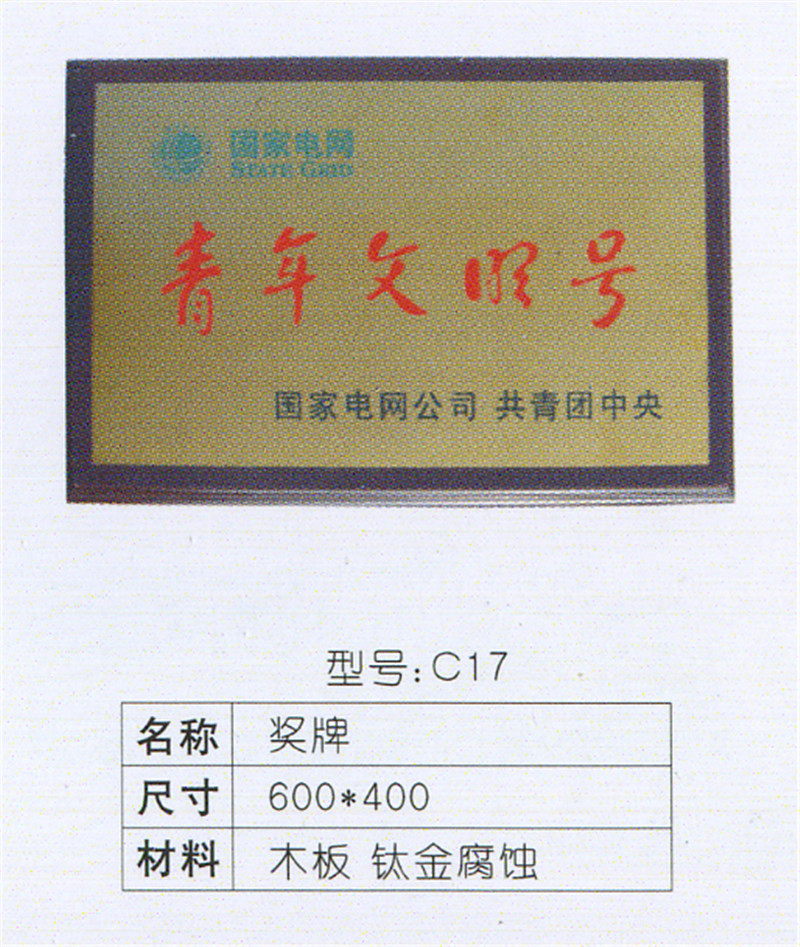 国家电网
STATE GRID
青年文明号
国家电网公司 共青团中央
型号:C17
名称 奖牌
尺寸 600*400
材料 木板 钛金腐蚀